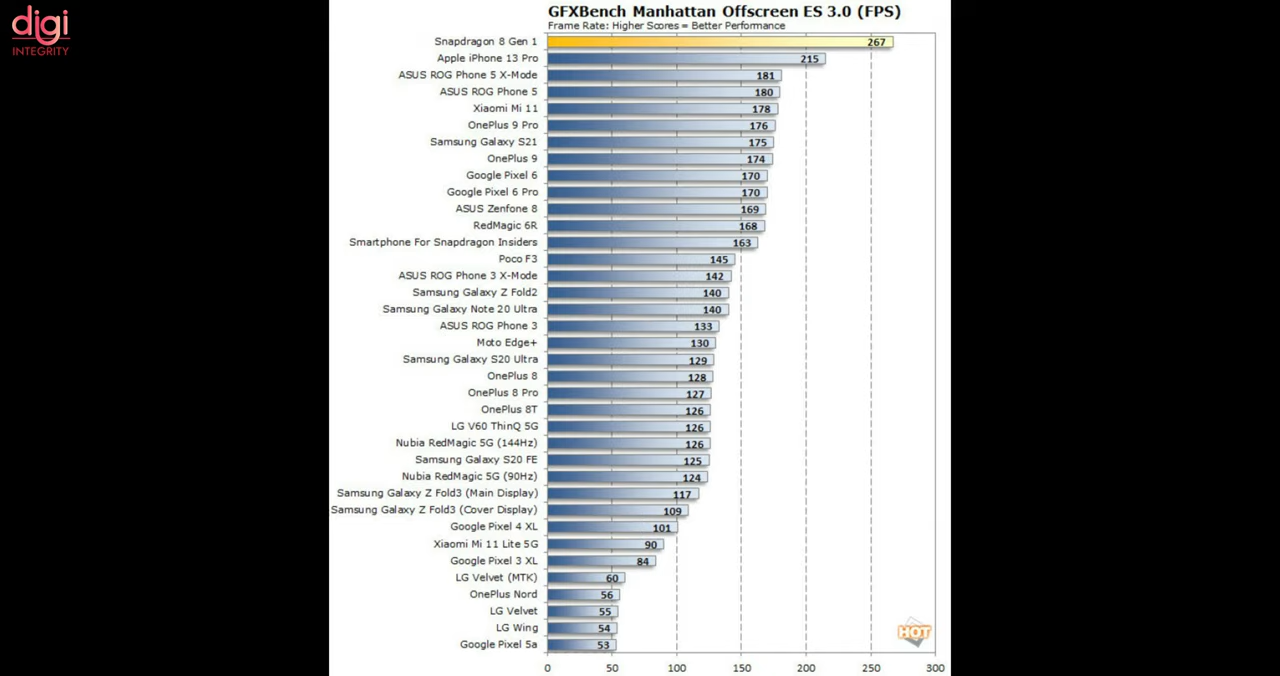 digi
INTEGRITY
GFXBench Manhattan Offscreen ES 3.0 (FPS)
Frame Rate: Higher Scores = Better Performance
Snapdragon 8 Gen 1 267
Apple iPhone 13 Pro 215
ASUS ROG Phone 5 X-Mode 181
ASUS ROG Phone 5 180
Xiaomi Mi 11 178
OnePlus 9 Pro 176
Samsung Galaxy S21 175
OnePlus 9 174
Google Pixel 6 170
Google Pixel 6 Pro 170
ASUS Zenfone 8 169
RedMagic 6R 168
Smartphone For Snapdragon Insiders 163
Poco F3 145
ASUS ROG Phone 3 X-Mode 142
Samsung Galaxy Z Fold2 140
Samsung Galaxy Note 20 Ultra 140
ASUS ROG Phone 3 133
Moto Edge+ 130
Samsung Galaxy S20 Ultra 129
OnePlus 8 128
OnePlus 8 Pro 127
OnePlus 8T 126
LG V60 ThinQ 5G 126
Nubia RedMagic 5G (144Hz) 126
Samsung Galaxy S20 FE 125
Nubia RedMagic 5G (90Hz) 124
Samsung Galaxy Z Fold3 (Main Display) 117
Samsung Galaxy Z Fold3 (Cover Display) 109
Google Pixel 4 XL 101
Xiaomi Mi 11 Lite 5G 90
Google Pixel 3 XL 84
LG Velvet (MTK) 60
OnePlus Nord 56
LG Velvet 55
LG Wing 54
Google Pixel 5a 53
HOT
0 50 100 150 200 250 300